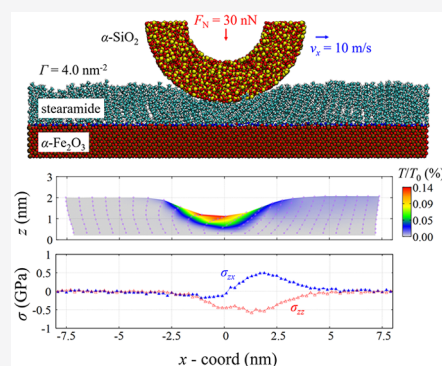 α-SiO₂
F_N = 30 nN
v_x = 10 m/s
Γ = 4.0 nm⁻²
stearamide
α-Fe₂O₃
T/T₀ (%)
3
2
1
0
z (nm)
0.14
0.09
0.05
0.00
1
0.5
0
-0.5
-1
σ (GPa)
σ_zx
σ_zz
-7.5 -5 -2.5 0 2.5 5 7.5
x - coord (nm)